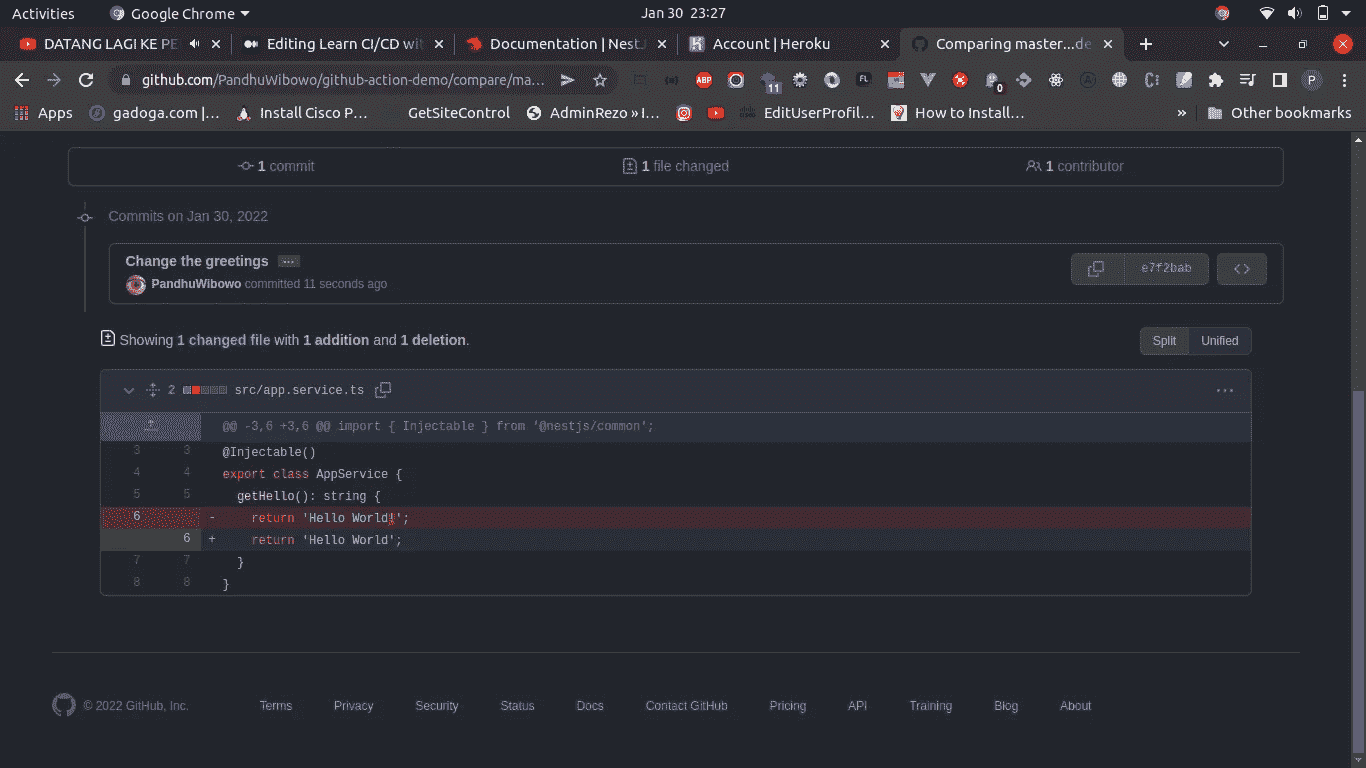 Activities Google Chrome Jan 30 23:27
DATANG LAGI KE PE Editing Learn CI/CD wit Documentation | NestJ Account | Heroku Comparing master...de
github.com/PandhuWibowo/github-action-demo/compare/ma... ABP 11 FL 0 P
Apps gadoga.com |... Install Cisco P... GetSiteControl AdminRezo » I... EditUserProfil... How to Install... » Other bookmarks
1 commit 1 file changed 1 contributor
Commits on Jan 30, 2022
Change the greetings ...
PandhuWibowo committed 11 seconds ago e7f2bab <>
Showing 1 changed file with 1 addition and 1 deletion. Split Unified
2 src/app.service.ts ...
@@ -3,6 +3,6 @@ import { Injectable } from '@nestjs/common';
3 3 @Injectable()
4 4 export class AppService {
5 5 getHello(): string {
6 - return 'Hello World!';
6 + return 'Hello World';
7 7 }
8 8 }
© 2022 GitHub, Inc. Terms Privacy Security Status Docs Contact GitHub Pricing API Training Blog About